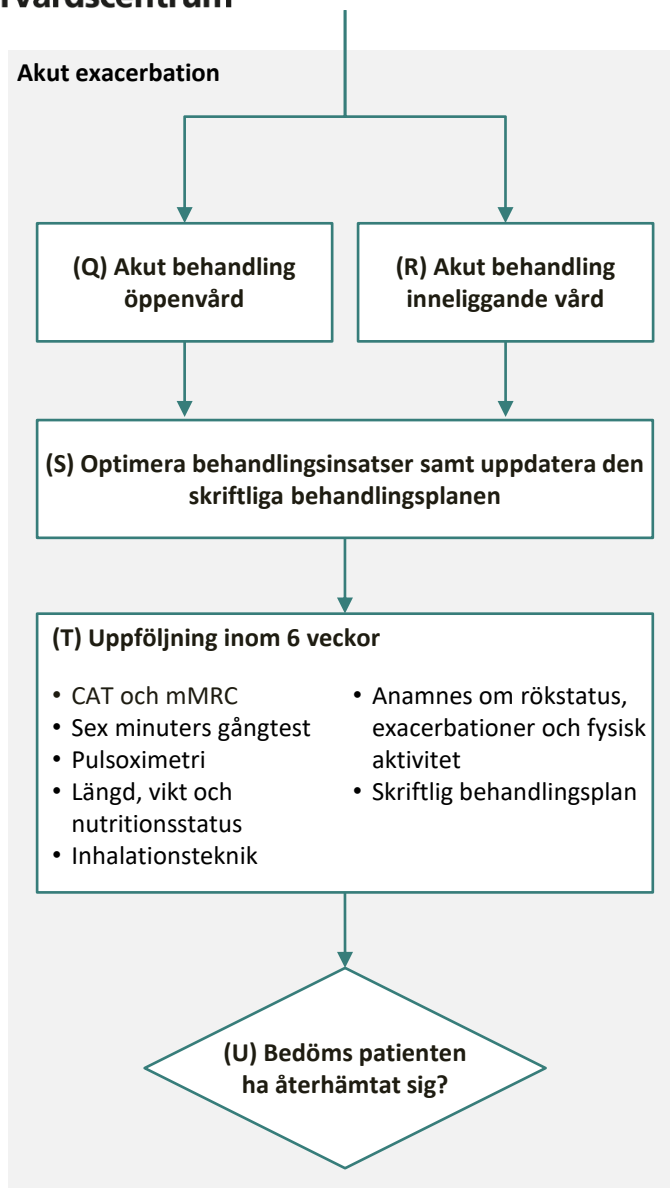 Akut exacerbation
(Q) Akut behandling
öppenvård
(R) Akut behandling
inneliggande vård
(S) Optimera behandlingsinsatser samt uppdatera den
skriftliga behandlingsplanen
(T) Uppföljning inom 6 veckor
• CAT och mMRC
• Sex minuters gångtest
• Pulsoximetri
• Längd, vikt och
nutritionsstatus
• Inhalationsteknik
• Anamnes om rökstatus,
exacerbationer och fysisk
aktivitet
• Skriftlig behandlingsplan
(U) Bedöms patienten
ha återhämtat sig?